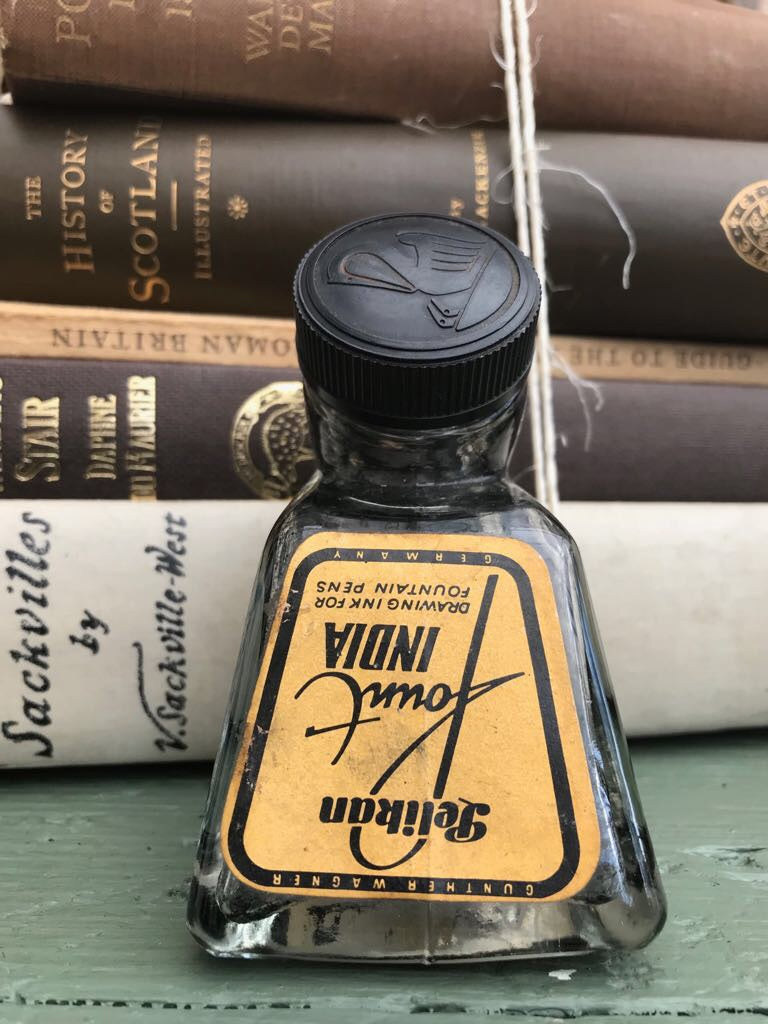 THE
HISTORY
OF
SCOTLAND
ILLUSTRATED
GUIDE TO THE
ROMAN BRITAIN
STAIR
DAPHNE
DU MAURIER
Sackvilles
by
V. Sackville-West
GUNTHER WAGNER
Pelikan
Fount
INDIA
DRAWING INK FOR
FOUNTAIN PENS
GERMANY